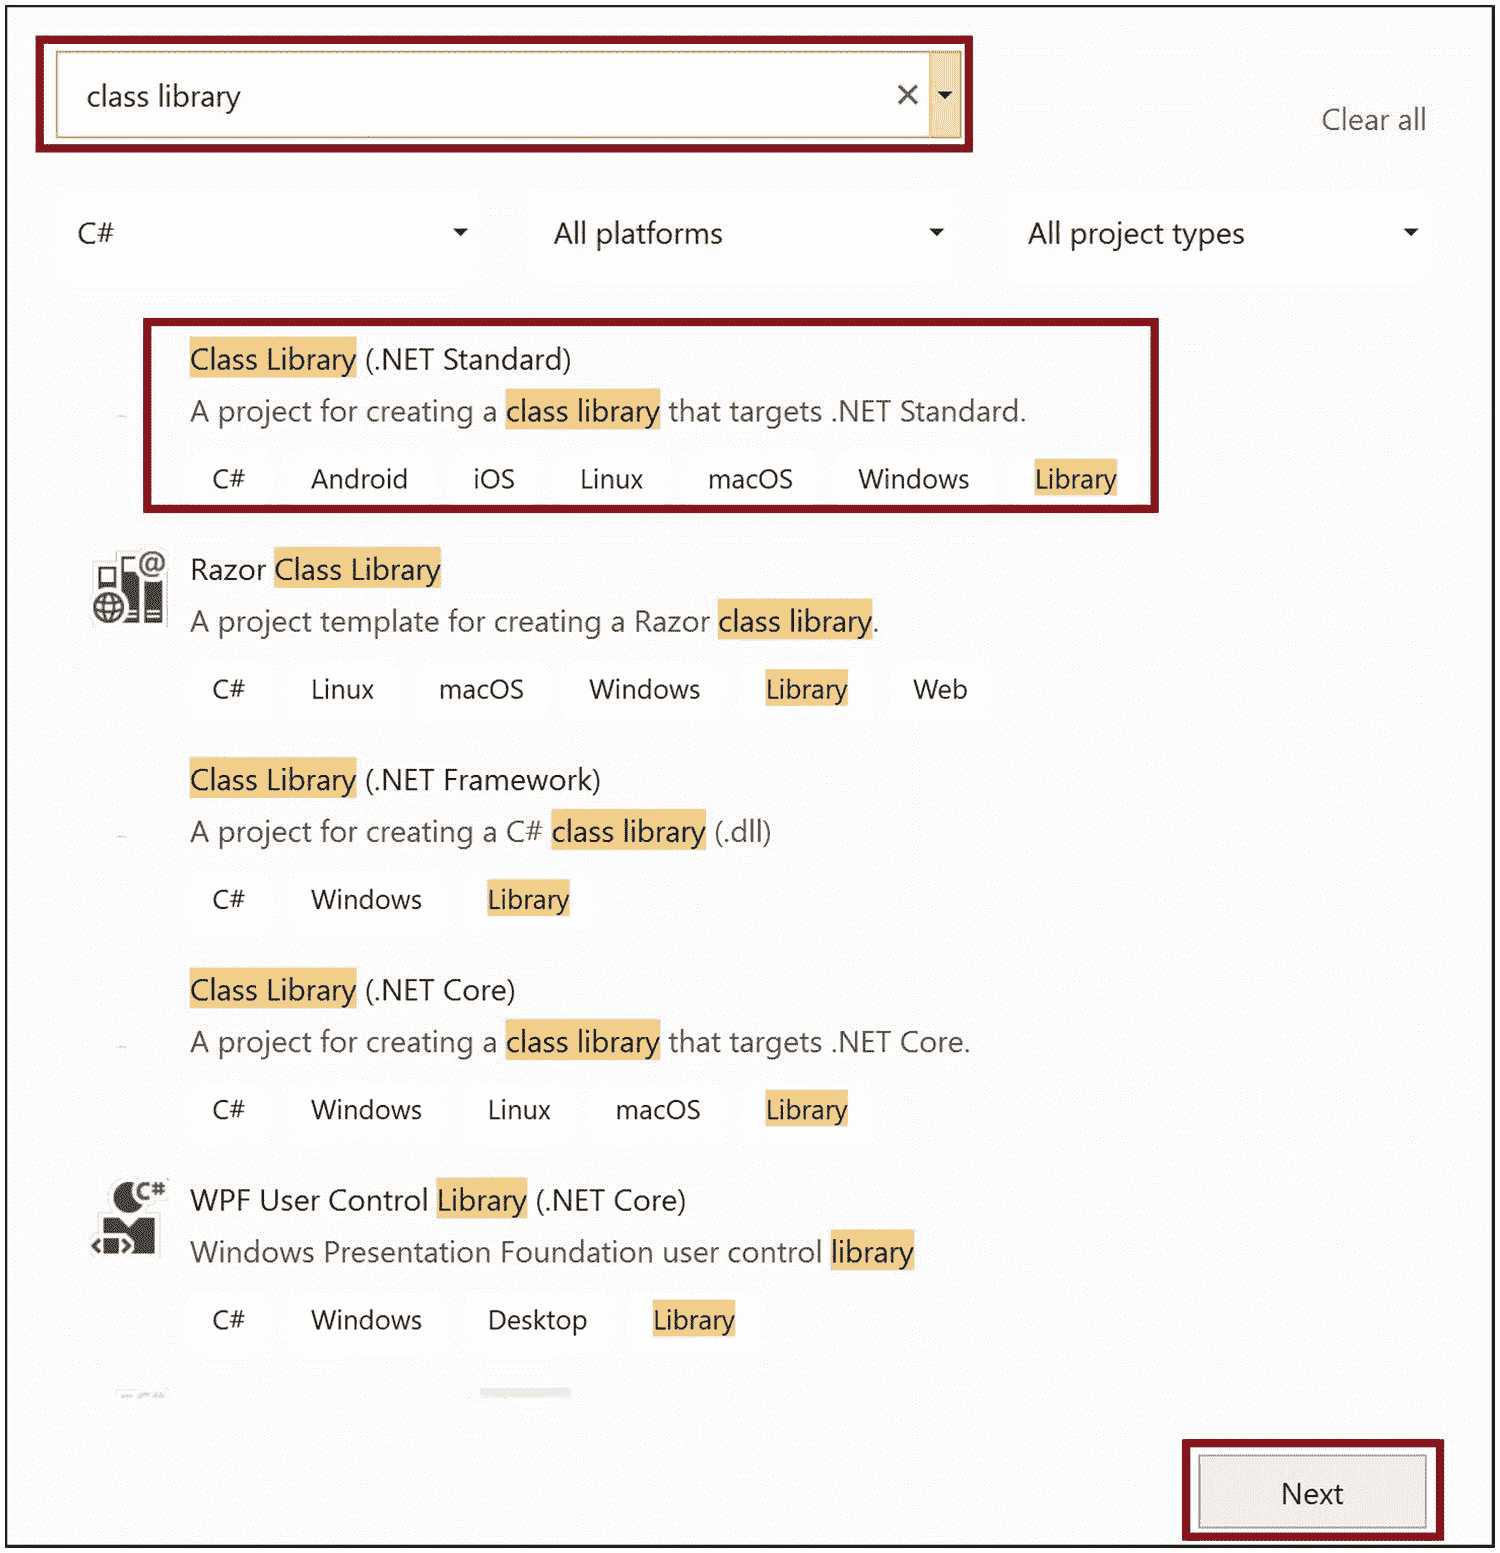 class library
Clear all
C# All platforms All project types
Class Library (.NET Standard)
A project for creating a class library that targets .NET Standard.
C# Android iOS Linux macOS Windows Library
Razor Class Library
A project template for creating a Razor class library.
C# Linux macOS Windows Library Web
Class Library (.NET Framework)
A project for creating a C# class library (.dll)
C# Windows Library
Class Library (.NET Core)
A project for creating a class library that targets .NET Core.
C# Windows Linux macOS Library
WPF User Control Library (.NET Core)
Windows Presentation Foundation user control library
C# Windows Desktop Library
Next